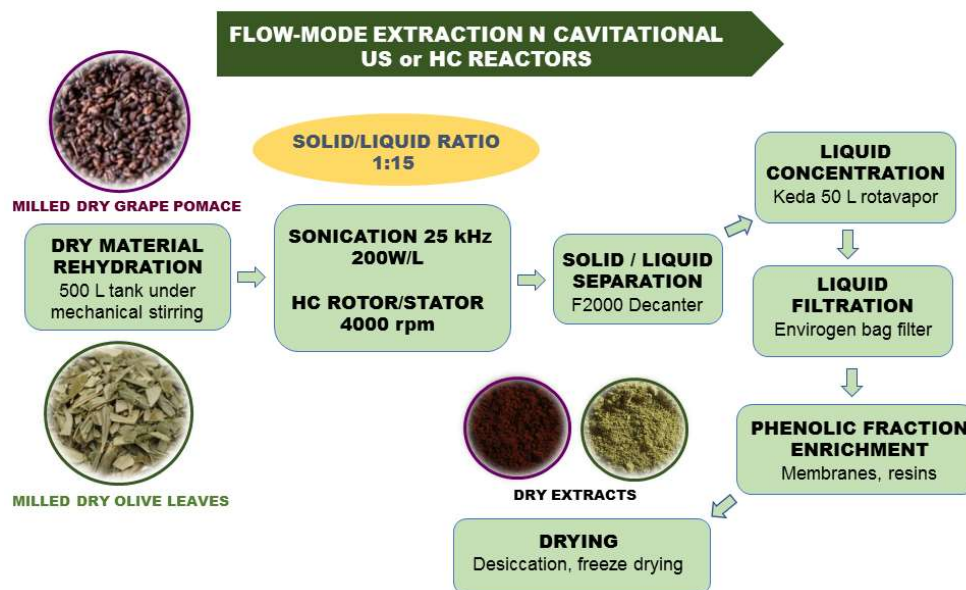 FLOW-MODE EXTRACTION N CAVITATIONAL
US or HC REACTORS
SOLID/LIQUID RATIO
1:15
MILLED DRY GRAPE POMACE
DRY MATERIAL
REHYDRATION
500 L tank under
mechanical stirring
MILLED DRY OLIVE LEAVES
SONICATION 25 kHz
200W/L
HC ROTOR/STATOR
4000 rpm
SOLID / LIQUID
SEPARATION
F2000 Decanter
LIQUID
CONCENTRATION
Keda 50 L rotavapor
LIQUID
FILTRATION
Envirogen bag filter
PHENOLIC FRACTION
ENRICHMENT
Membranes, resins
DRY EXTRACTS
DRYING
Desiccation, freeze drying